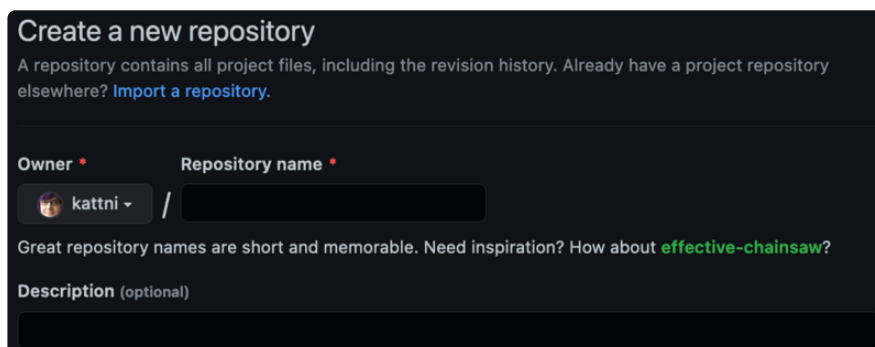 Create a new repository
A repository contains all project files, including the revision history. Already have a project repository
elsewhere? Import a repository.
Owner * Repository name *
kattni /
Great repository names are short and memorable. Need inspiration? How about effective-chainsaw?
Description (optional)